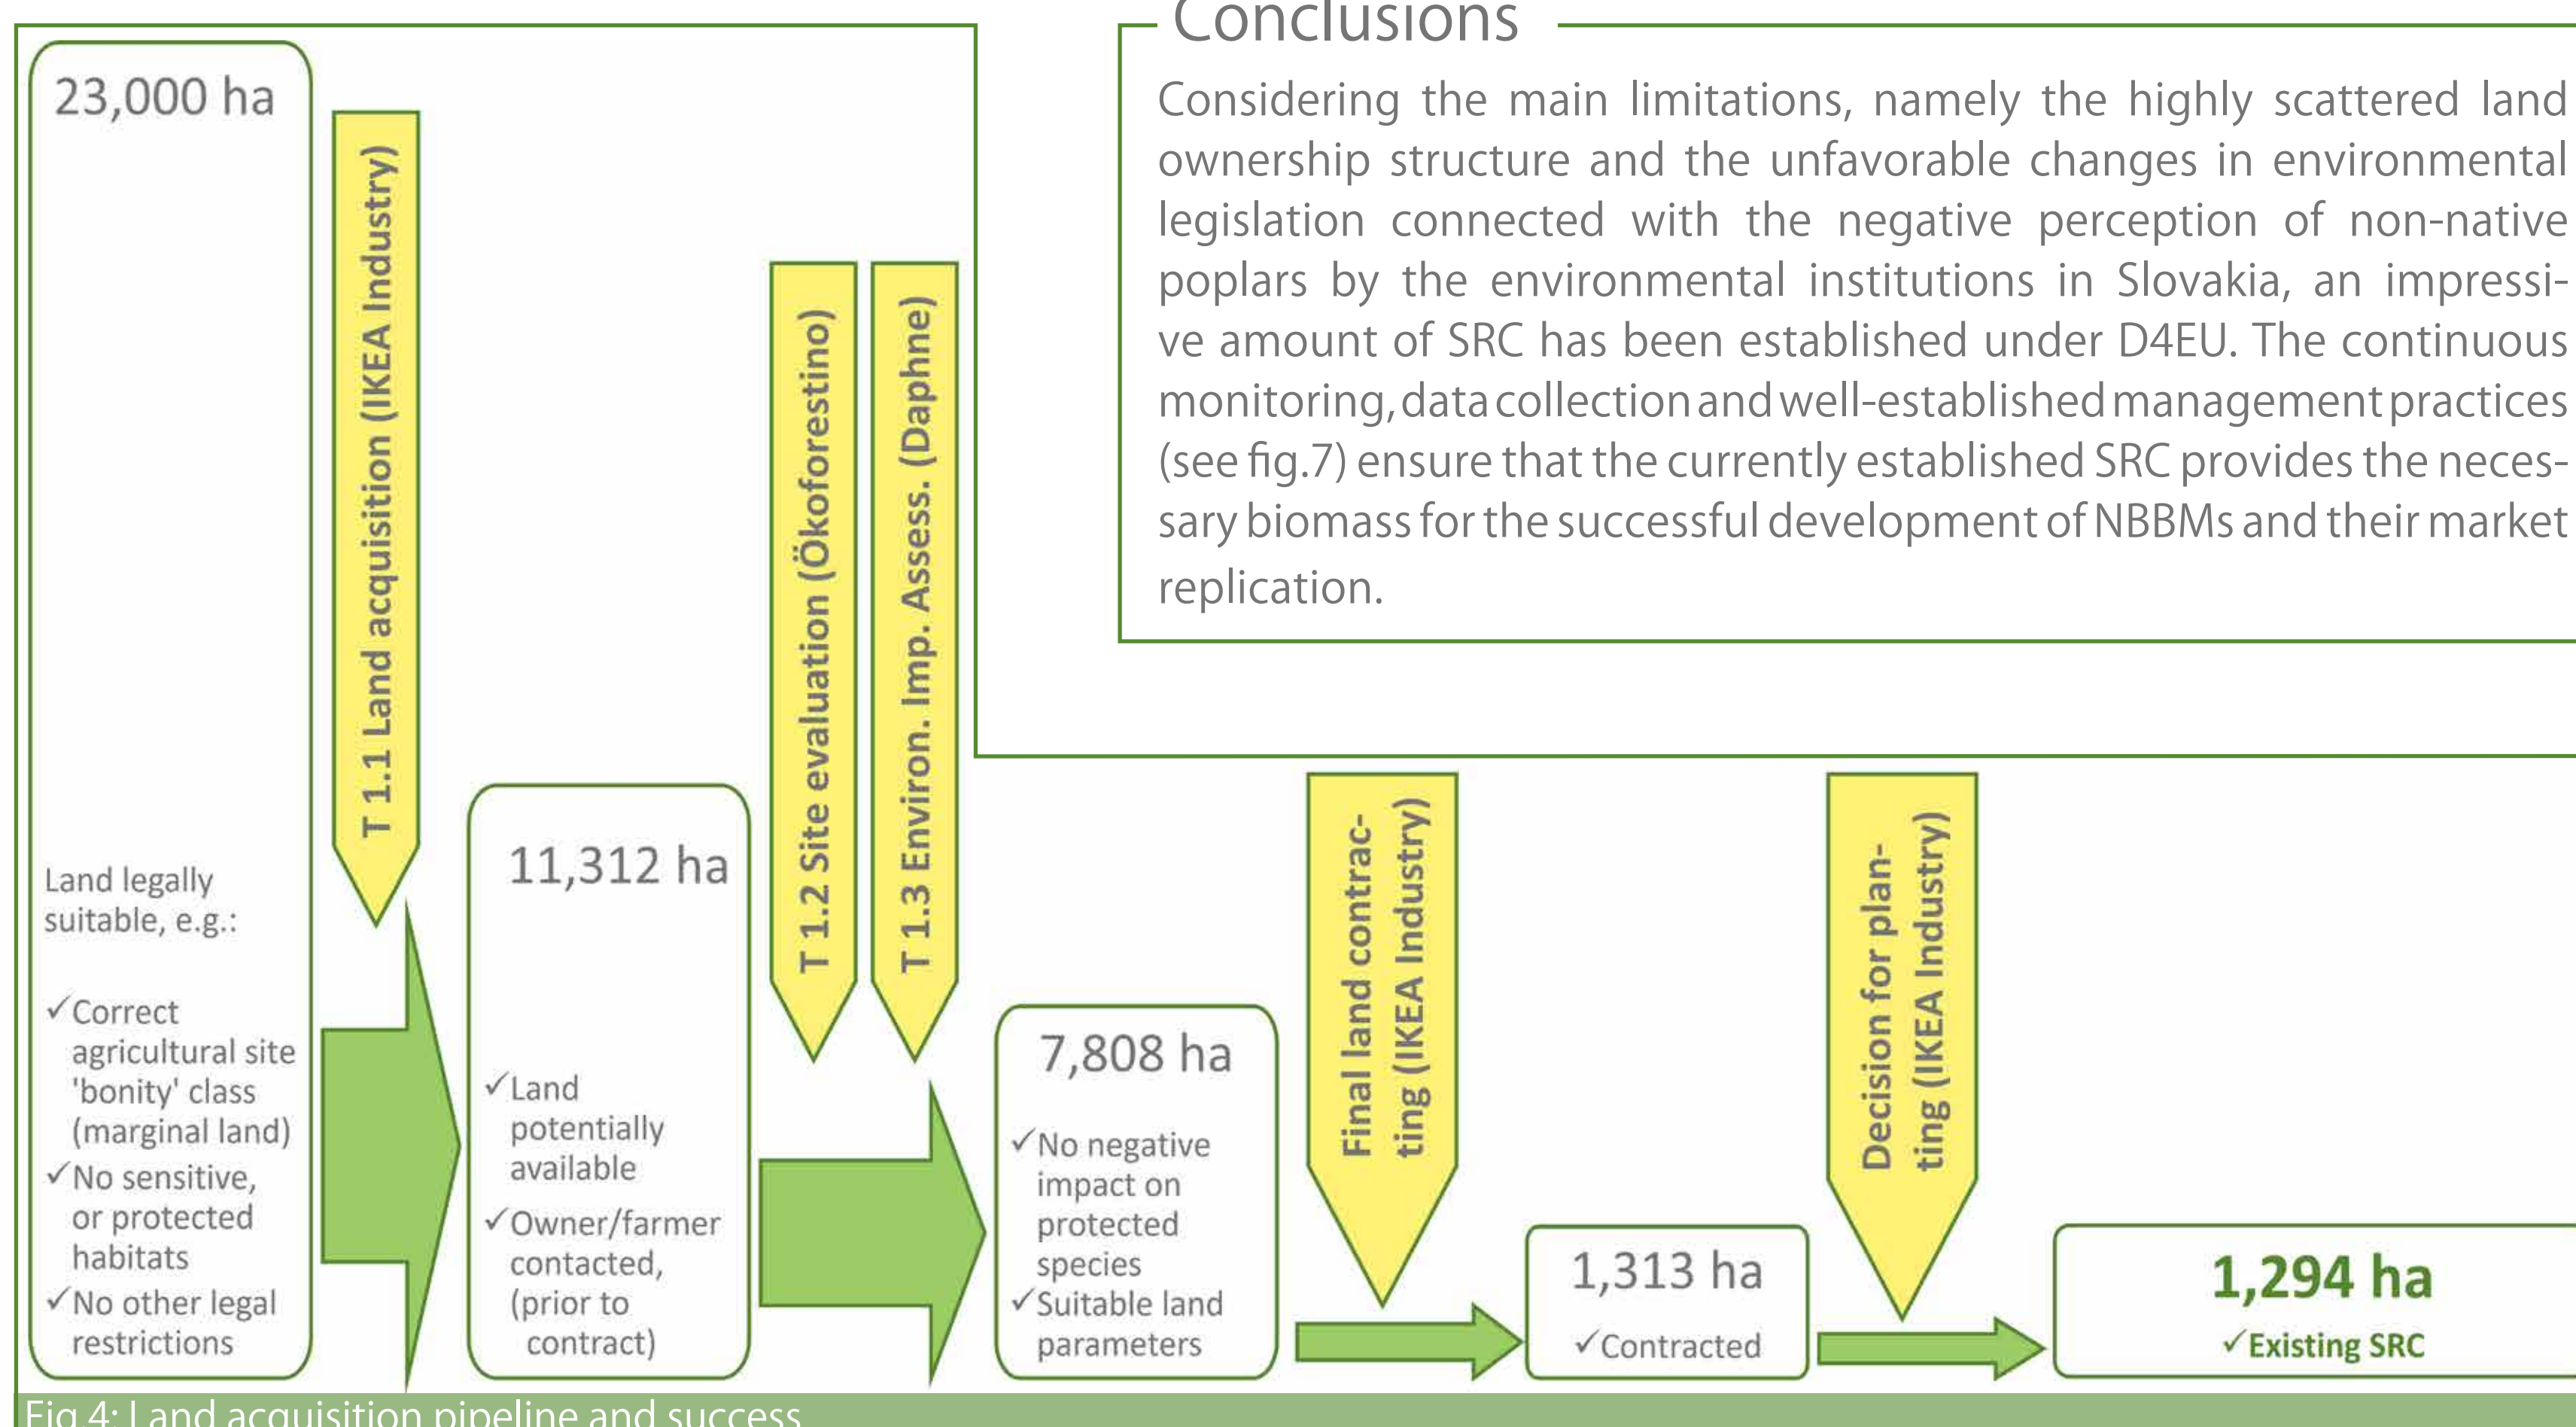 Conclusions
Considering the main limitations, namely the highly scattered land
ownership structure and the unfavorable changes in environmental
legislation connected with the negative perception of non-native
poplars by the environmental institutions in Slovakia, an impressi-
ve amount of SRC has been established under D4EU. The continuous
monitoring, data collection and well-established management practices
(see fig.7) ensure that the currently established SRC provides the neces-
sary biomass for the successful development of NBBMs and their market
replication.
23,000 ha
Land legally
suitable, e.g.:
✓Correct
agricultural site
'bonity' class
(marginal land)
✓No sensitive,
or protected
habitats
✓No other legal
restrictions
T 1.1 Land acquisition (IKEA Industry)
11,312 ha
✓Land
potentially
available
✓Owner/farmer
contacted,
(prior to
contract)
T 1.2 Site evaluation (Ökoforestino)
T 1.3 Environ. Imp. Assess. (Daphne)
7,808 ha
✓No negative
impact on
protected
species
✓Suitable land
parameters
Final land contrac-
ting (IKEA Industry)
1,313 ha
✓Contracted
Decision for plan-
ting (IKEA Industry)
1,294 ha
✓Existing SRC
Fig 4: Land acquisition pipeline and success